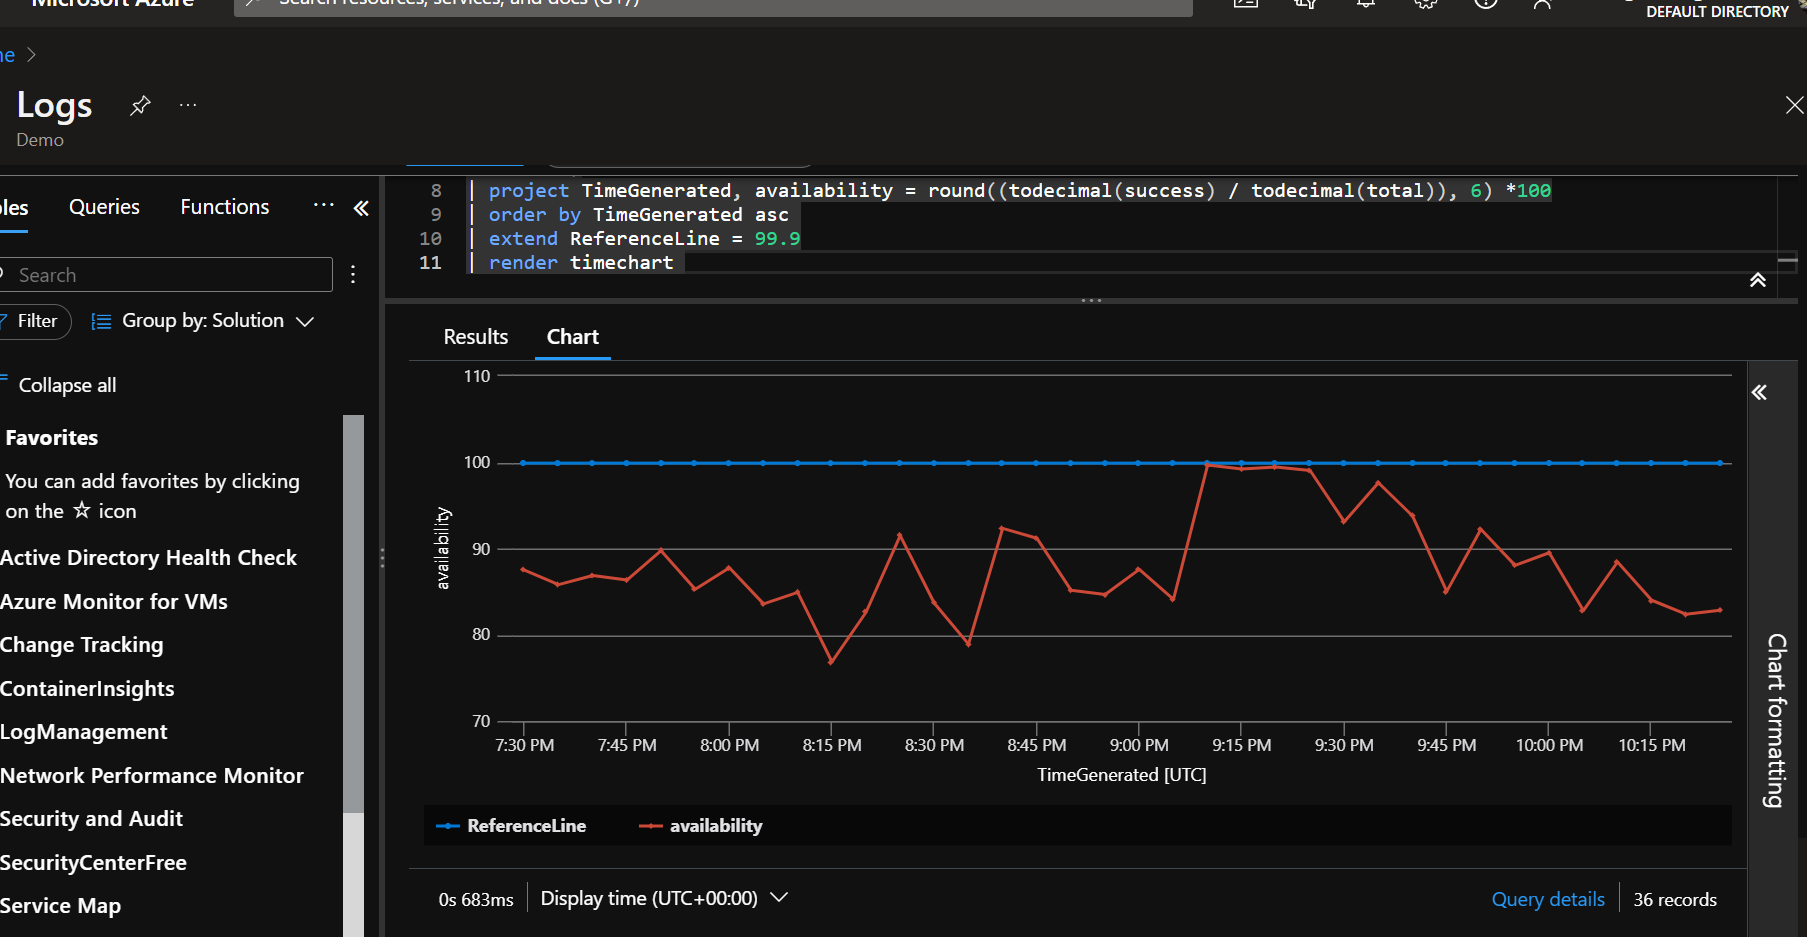 Microsoft Azure
Search resources, services, and docs (G+/)
DEFAULT DIRECTORY
Logs
...
Demo
Queries Functions ...
Search
Filter
Group by: Solution
Collapse all
Favorites
You can add favorites by clicking
on the ☆ icon
Active Directory Health Check
Azure Monitor for VMs
Change Tracking
ContainerInsights
LogManagement
Network Performance Monitor
Security and Audit
SecurityCenterFree
Service Map
8 | project TimeGenerated, availability = round((todecimal(success) / todecimal(total)), 6) *100
9 | order by TimeGenerated asc
10 | extend ReferenceLine = 99.9
11 | render timechart
Results Chart
110
100
90
80
70
availability
7:30 PM 7:45 PM 8:00 PM 8:15 PM 8:30 PM 8:45 PM 9:00 PM 9:15 PM 9:30 PM 9:45 PM 10:00 PM 10:15 PM
TimeGenerated [UTC]
ReferenceLine availability
Chart formatting
0s 683ms Display time (UTC+00:00) Query details 36 records